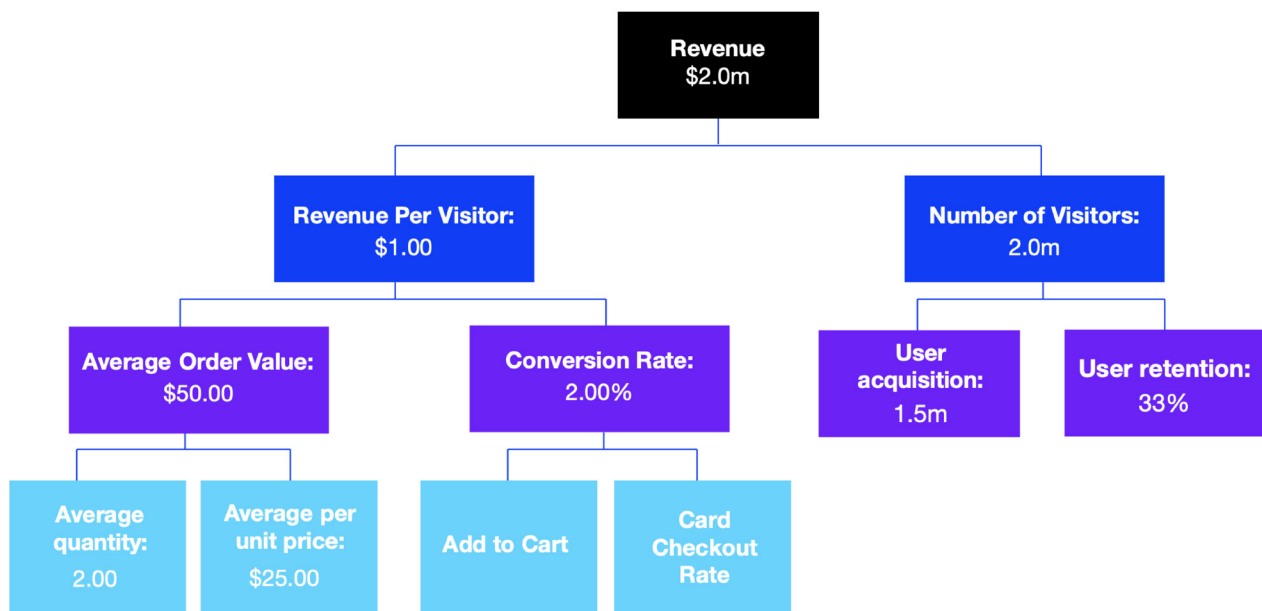 Revenue
$2.0m
Revenue Per Visitor:
$1.00
Number of Visitors:
2.0m
Average Order Value:
$50.00
Conversion Rate:
2.00%
User
acquisition:
1.5m
User retention:
33%
Average
quantity:
2.00
Average per
unit price:
$25.00
Add to Cart
Card
Checkout
Rate